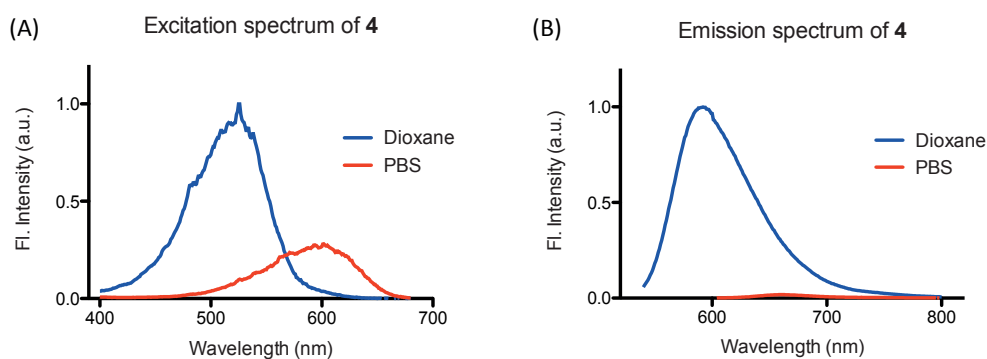 (A)
Excitation spectrum of 4
Fl. Intensity (a.u.)
1.0
0.5
0.0
Dioxane
PBS
400
500
600
700
Wavelength (nm)
(B)
Emission spectrum of 4
Fl. Intensity (a.u.)
1.0
0.5
0.0
Dioxane
PBS
600
700
800
Wavelength (nm)